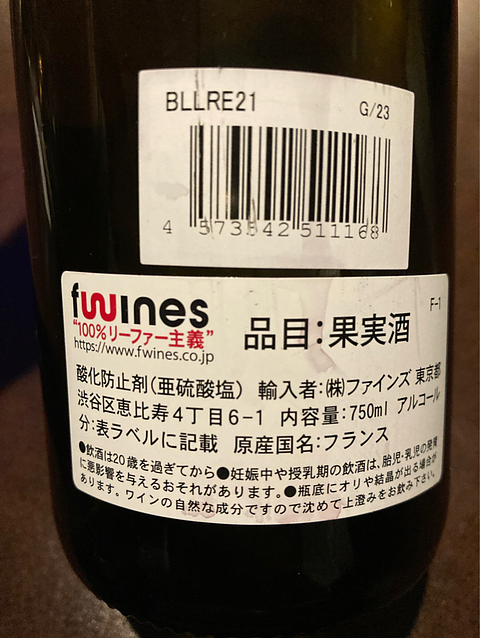 BLLRE21 G/23
4 573542 511168
fwines
F-1
"100%リーファー主義"
https://www.fwines.co.jp
品目:果実酒
酸化防止剤(亜硫酸塩) 輸入者:㈱ファインズ 東京都
渋谷区恵比寿4丁目6-1 内容量:750ml アルコール
分:表ラベルに記載 原産国名:フランス
●飲酒は20歳を過ぎてから●妊娠中や授乳期の飲酒は、胎児・乳児の発育
に悪影響を与えるおそれがあります。●瓶底にオリや結晶が出る場合が
あります。ワインの自然な成分ですので沈めて上澄みをお飲み下さい。